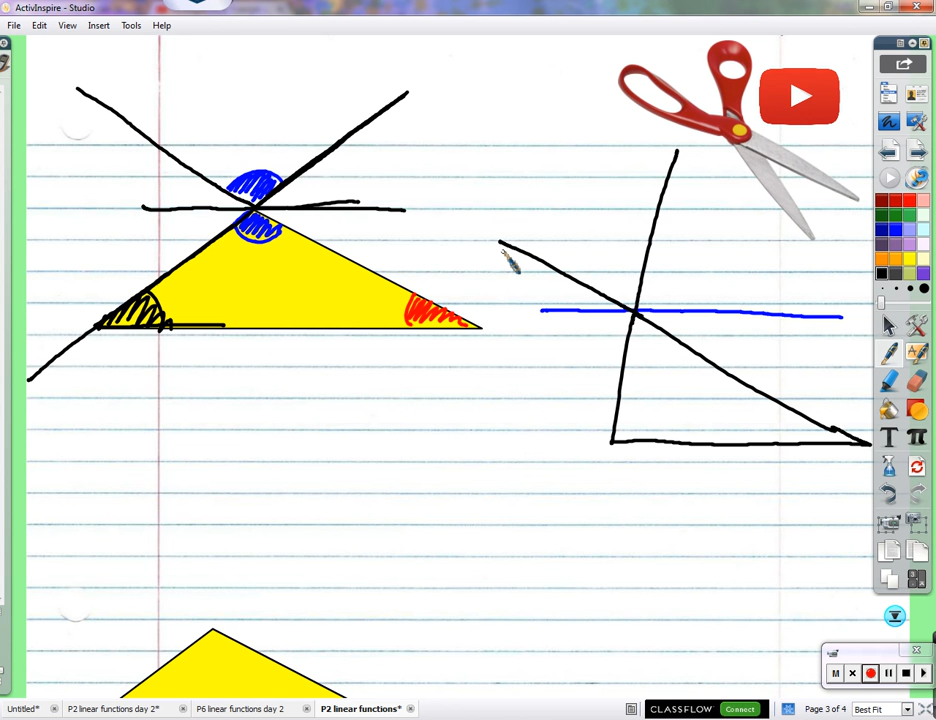 ActivInspire - Studio
File Edit View Insert Tools Help
T π
M
Untitled* P2 linear functions day 2* P6 linear functions day 2 P2 linear functions* CLASSFLOW Connect Page 3 of 4 Best Fit